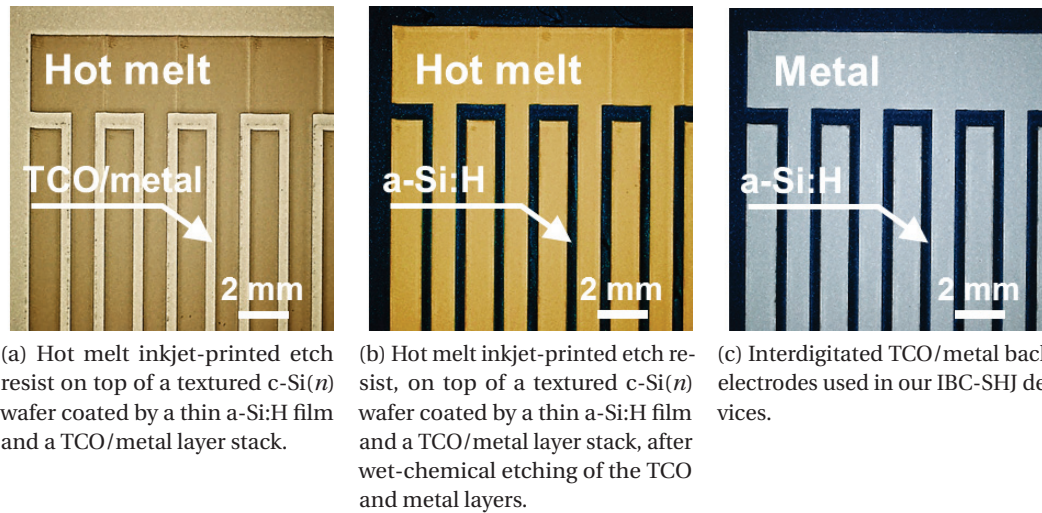 Hot melt
TCO/metal
2 mm
Hot melt
a-Si:H
2 mm
Metal
a-Si:H
2 mm
(a) Hot melt inkjet-printed etch
resist on top of a textured c-Si(n)
wafer coated by a thin a-Si:H film
and a TCO/metal layer stack.
(b) Hot melt inkjet-printed etch re-
sist, on top of a textured c-Si(n)
wafer coated by a thin a-Si:H film
and a TCO/metal layer stack, after
wet-chemical etching of the TCO
and metal layers.
(c) Interdigitated TCO/metal back
electrodes used in our IBC-SHJ de
vices.